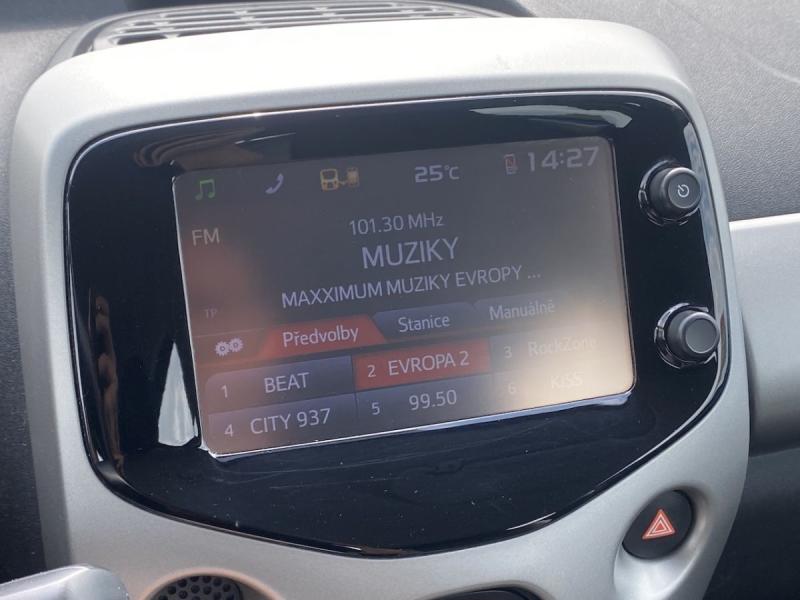 25°C 14:27
FM
101.30 MHz
MUZIKY
MAXXIMUM MUZIKY EVROPY ...
TP
Předvolby Stanice Manuálně
1 BEAT 2 EVROPA 2 3 RockZone
4 CITY 937 5 99.50 6 KiSS